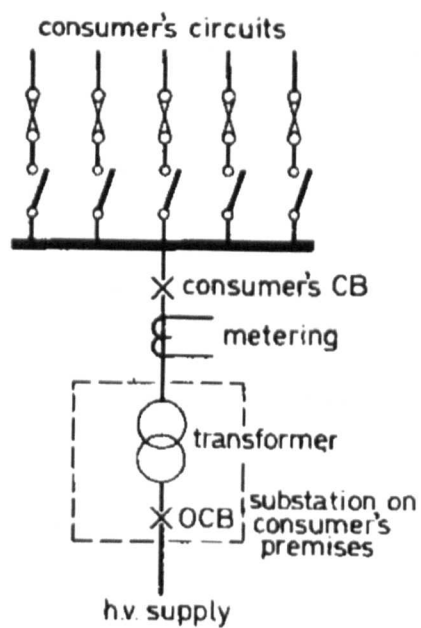 consumer's circuits
consumer's CB
metering
transformer
OCB
substation on
consumer's
premises
h.v. supply